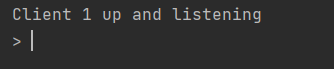 Client 1 up and listening
>